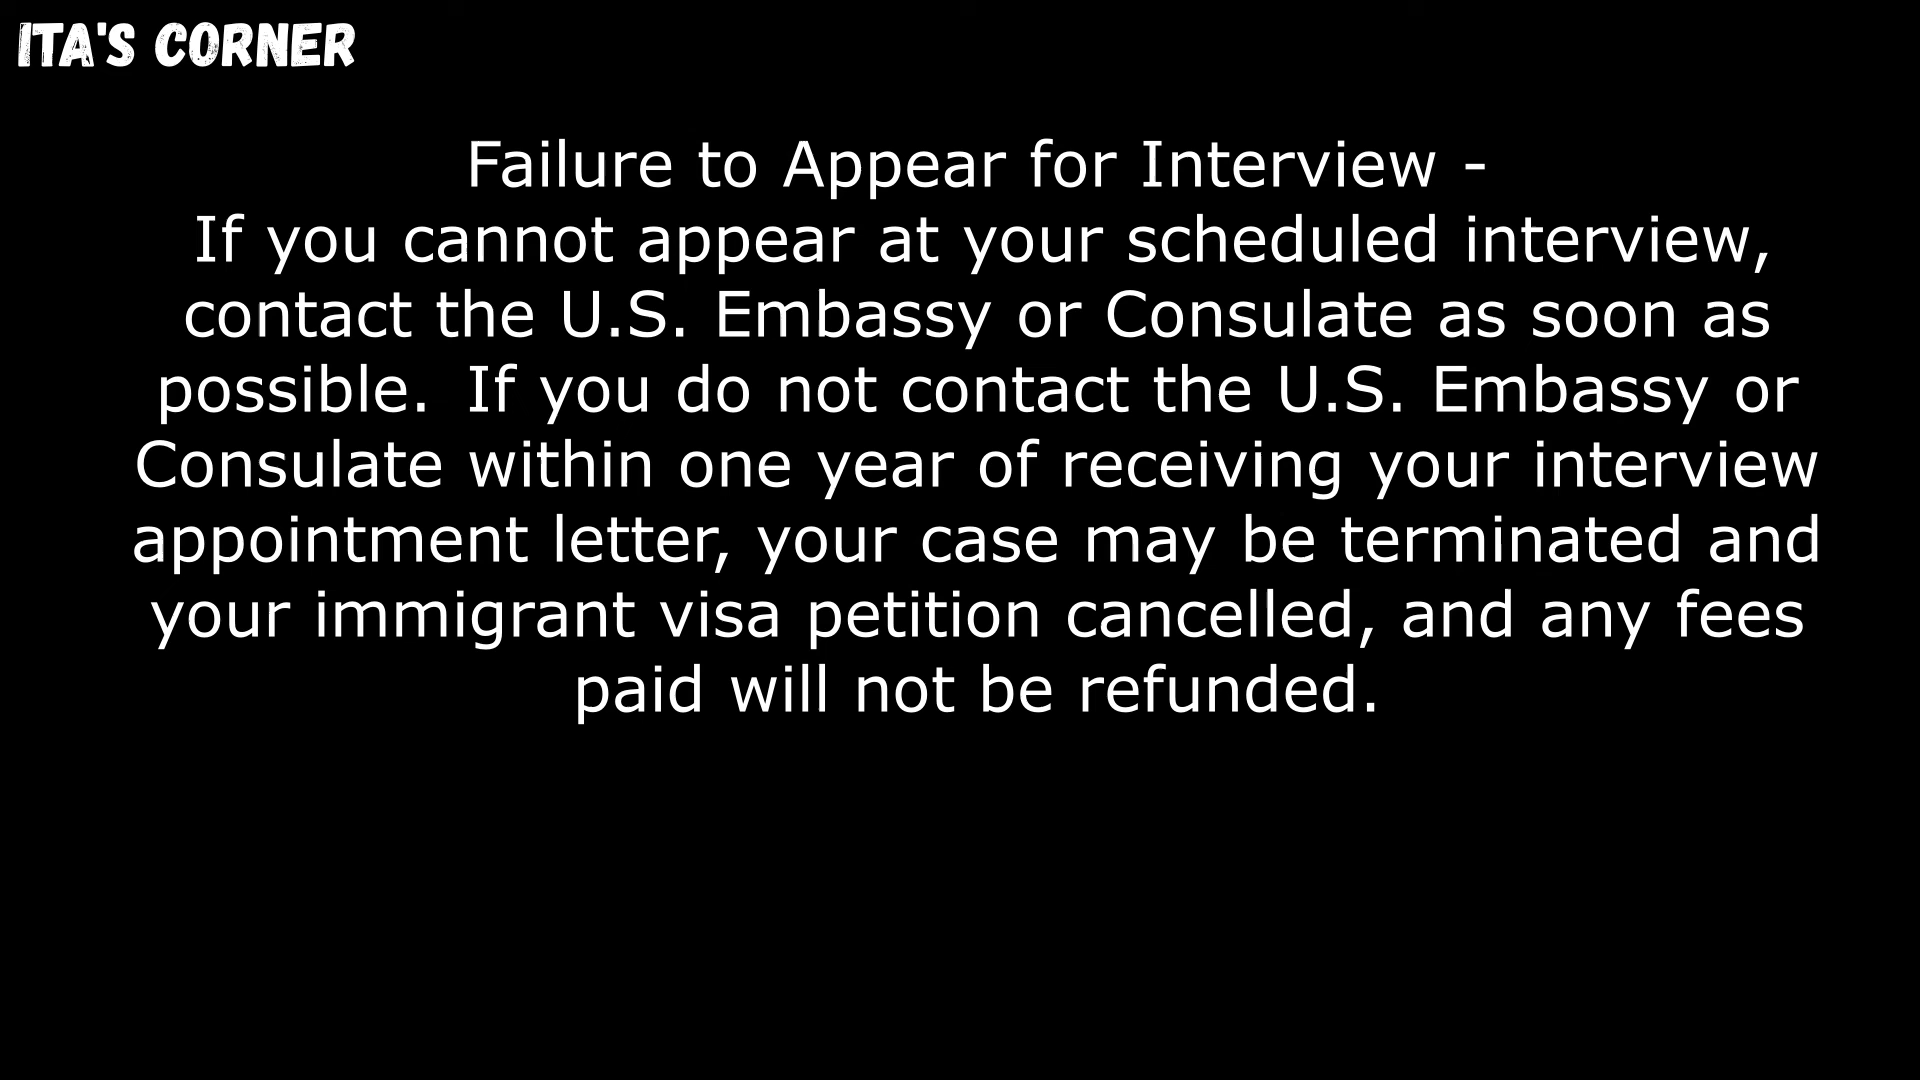 ITA'S CORNER
Failure to Appear for Interview -
If you cannot appear at your scheduled interview,
contact the U.S. Embassy or Consulate as soon as
possible. If you do not contact the U.S. Embassy or
Consulate within one year of receiving your interview
appointment letter, your case may be terminated and
your immigrant visa petition cancelled, and any fees
paid will not be refunded.